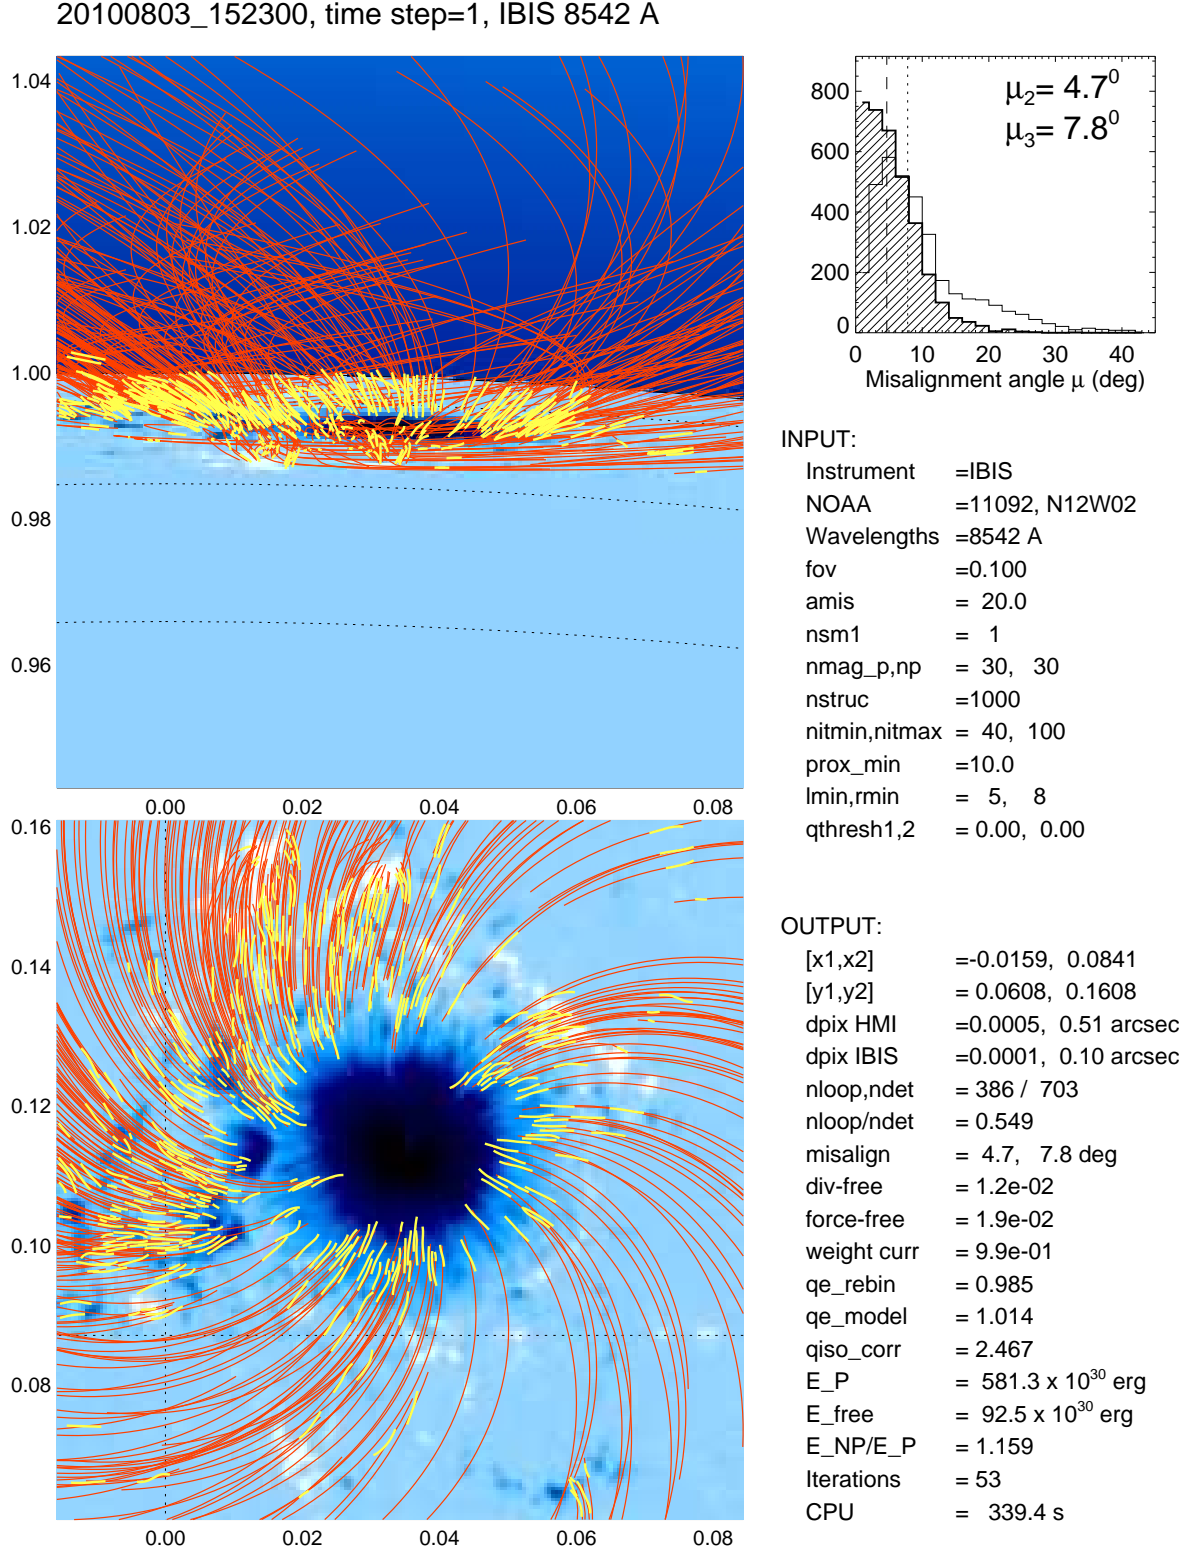 20100803_152300, time step=1, IBIS 8542 A
1.04
1.02
1.00
0.98
0.96
0.00 0.02 0.04 0.06 0.08
0.16
0.14
0.12
0.10
0.08
0.00 0.02 0.04 0.06 0.08
800
600
400
200
0
μ2= 4.7⁰
μ3= 7.8⁰
0 10 20 30 40
Misalignment angle μ (deg)
INPUT:
Instrument =IBIS
NOAA =11092, N12W02
Wavelengths =8542 A
fov =0.100
amis = 20.0
nsm1 = 1
nmag_p,np = 30, 30
nstruc =1000
nitmin,nitmax = 40, 100
prox_min =10.0
lmin,rmin = 5, 8
qthresh1,2 = 0.00, 0.00
OUTPUT:
[x1,x2] =-0.0159, 0.0841
[y1,y2] = 0.0608, 0.1608
dpix HMI =0.0005, 0.51 arcsec
dpix IBIS =0.0001, 0.10 arcsec
nloop,ndet = 386 / 703
nloop/ndet = 0.549
misalign = 4.7, 7.8 deg
div-free = 1.2e-02
force-free = 1.9e-02
weight curr = 9.9e-01
qe_rebin = 0.985
qe_model = 1.014
qiso_corr = 2.467
E_P = 581.3 x 10³⁰ erg
E_free = 92.5 x 10³⁰ erg
E_NP/E_P = 1.159
Iterations = 53
CPU = 339.4 s